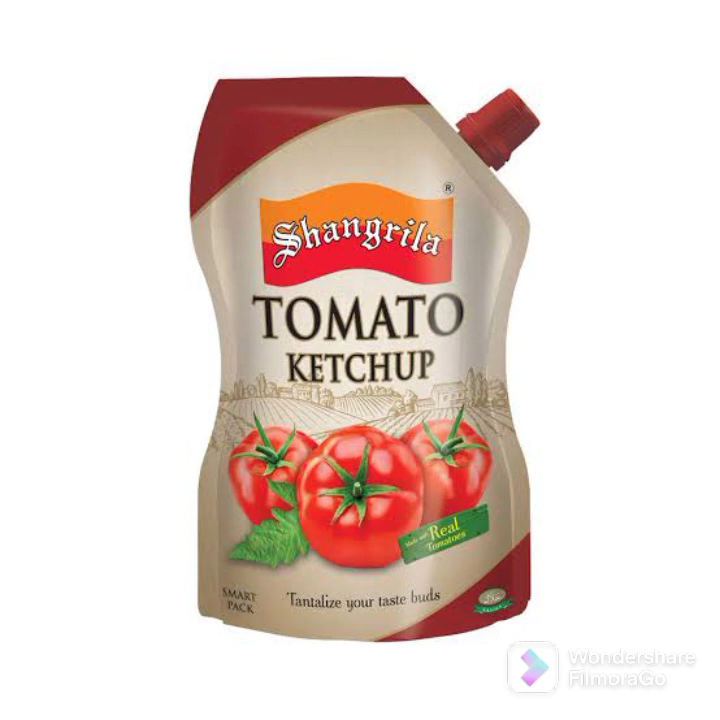 ®
Shangrila
TOMATO
KETCHUP
Made with Real
Tomatoes
SMART
PACK
Tantalize your taste buds
Wondershare
FilmoraGo